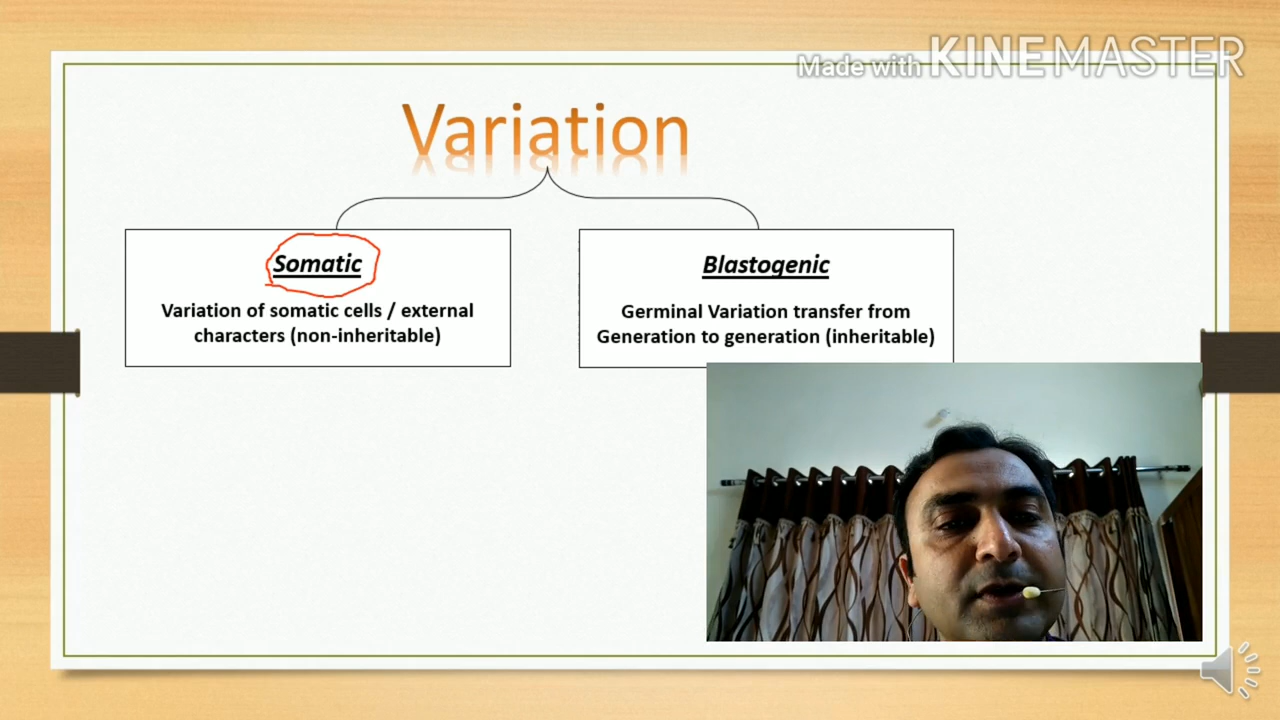 Made with KINEMASTER
Variation
Somatic
Variation of somatic cells / external
characters (non-inheritable)
Blastogenic
Germinal Variation transfer from
Generation to generation (inheritable)